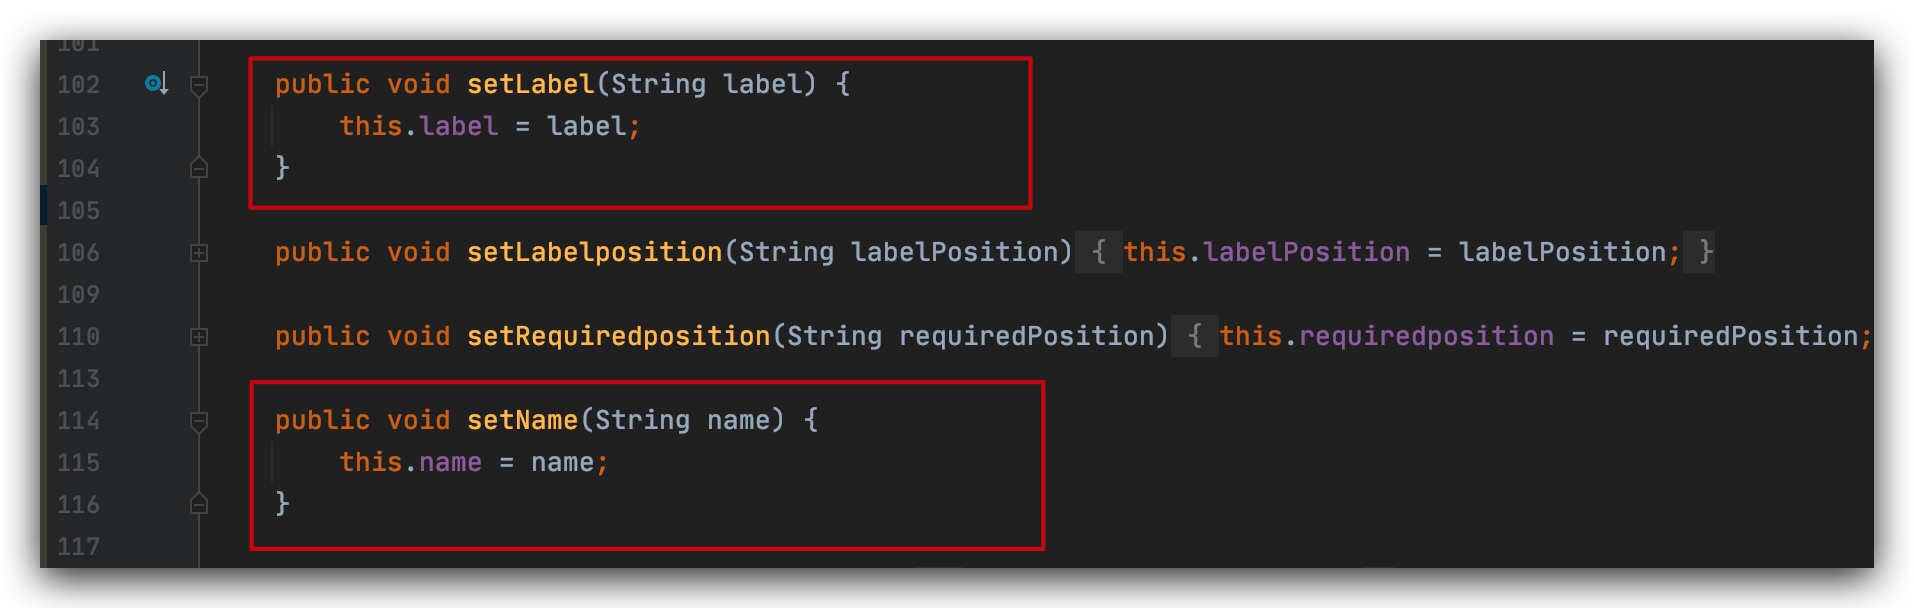 101
102 public void setLabel(String label) {
103 this.label = label;
104 }
105
106 public void setLabelposition(String labelPosition) { this.labelPosition = labelPosition; }
109
110 public void setRequiredposition(String requiredPosition) { this.requiredposition = requiredPosition;
113
114 public void setName(String name) {
115 this.name = name;
116 }
117